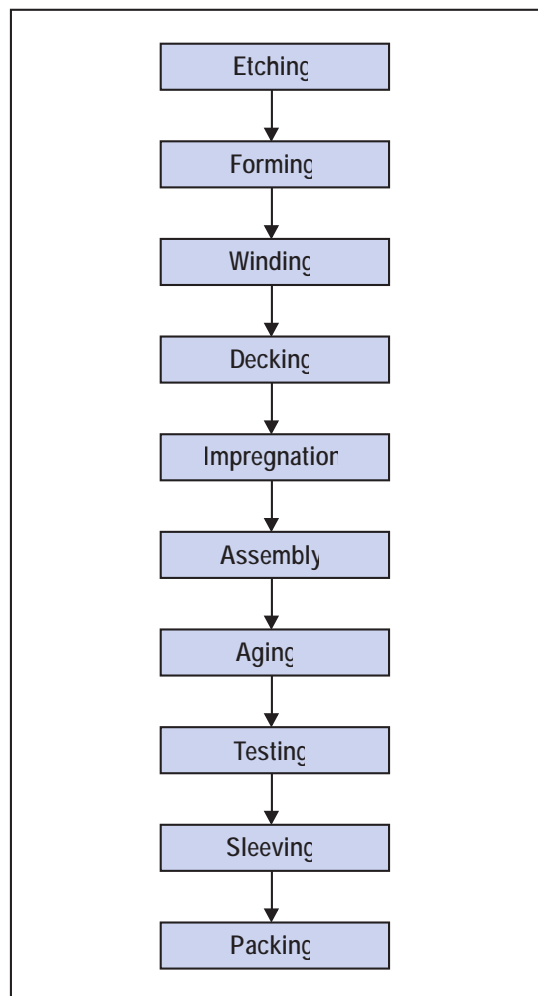 Etching
Forming
Winding
Decking
Impregnation
Assembly
Aging
Testing
Sleeving
Packing